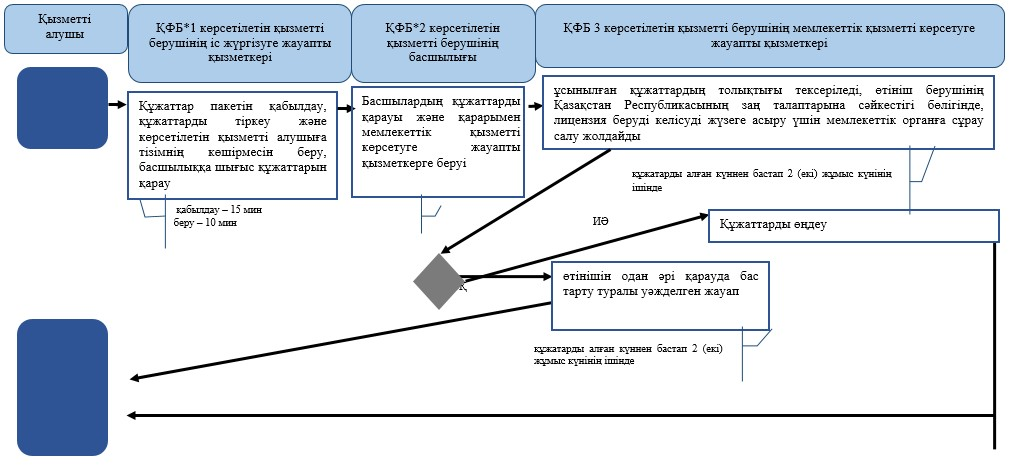 Қызметті
алушы
ҚФБ*1 көрсетілетін қызметті
берушінің іс жүргізуге жауапты
қызметкері
ҚФБ*2 көрсетілетін
қызметті берушінің
басшылығы
ҚФБ 3 көрсетілетін қызметті берушінің мемлекеттік қызметті көрсетуге
жауапты қызметкері
Құжаттар пакетін қабылдау,
құжаттарды тіркеу және
көрсетілетін қызметті алушыға
тізімнің көшірмесін беру,
басшылыққа шығыс құжаттарын
қарау
Басшылардың құжаттарды
қарауы және қарарымен
мемлекеттік қызметті
көрсетуге жауапты
қызметкерге беруі
ұсынылған құжаттардың толықтығы тексеріледі, өтініш берушінің
Қазақстан Республикасының заң талаптарына сәйкестігі бөлігінде,
лицензия беруді келісуді жүзеге асыру үшін мемлекеттік органға сұрау
салу жолдайды
құжатарды алған күннен бастап 2 (екі) жұмыс күнінің
ішінде
қабылдау – 15 мин
беру – 10 мин
ИӘ
Құжаттарды өңдеу
Қ
өтінішін одан әрі қарауда бас
тарту туралы уәжделген жауап
құжатарды алған күннен бастап 2 (екі)
жұмыс күнінің ішінде